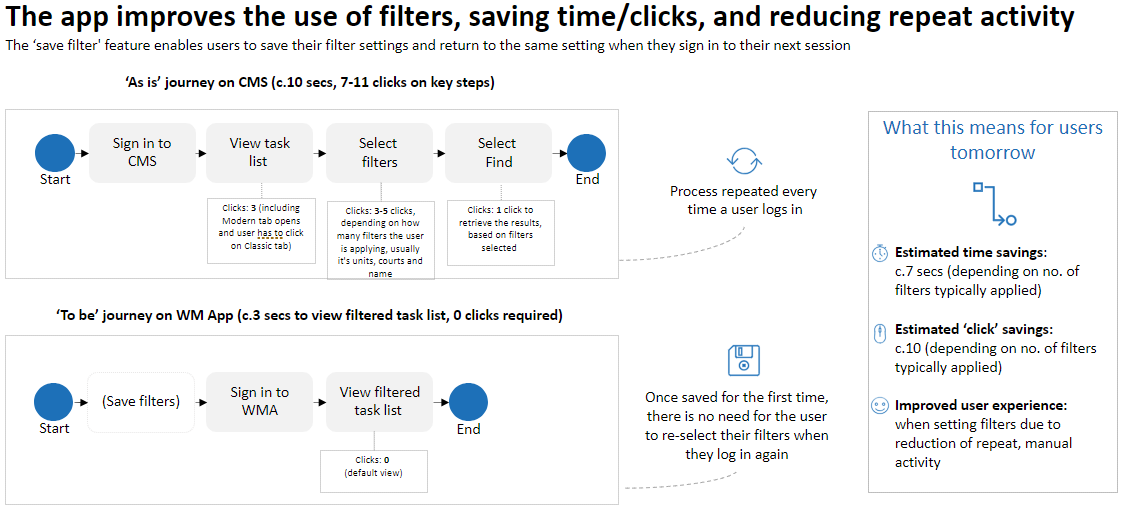 The app improves the use of filters, saving time/clicks, and reducing repeat activity
The ‘save filter' feature enables users to save their filter settings and return to the same setting when they sign in to their next session
‘As is’ journey on CMS (c.10 secs, 7-11 clicks on key steps)
Start
Sign in to
CMS
View task
list
Select
filters
Select
Find
End
Clicks: 3 (including
Modern tab opens
and user has to click
on Classic tab)
Clicks: 3-5 clicks,
depending on how
many filters the user
is applying, usually
it's units, courts and
name
Clicks: 1 click to
retrieve the results,
based on filters
selected
Process repeated every
time a user logs in
‘To be’ journey on WM App (c.3 secs to view filtered task list, 0 clicks required)
Start
(Save filters)
Sign in to
WMA
View filtered
task list
End
Clicks: 0
(default view)
Once saved for the first time,
there is no need for the user
to re-select their filters when
they log in again
What this means for users
tomorrow
Estimated time savings:
c.7 secs (depending on no. of
filters typically applied)
Estimated ‘click’ savings:
c.10 (depending on no. of filters
typically applied)
Improved user experience:
when setting filters due to
reduction of repeat, manual
activity